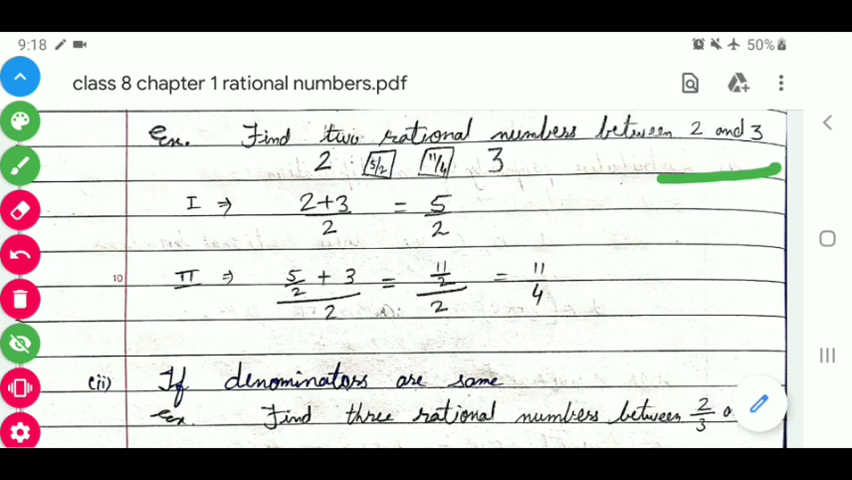 9:18
50%
class 8 chapter 1 rational numbers.pdf
Ex. Find two rational numbers between 2 and 3
2 5/2 11/4 3
I ⇒ 2+3/2 = 5/2
10 II ⇒ (5/2 + 3)/2 = (11/2)/2 = 11/4
(ii) If denominators are same
Ex. Find three rational numbers between 2/3